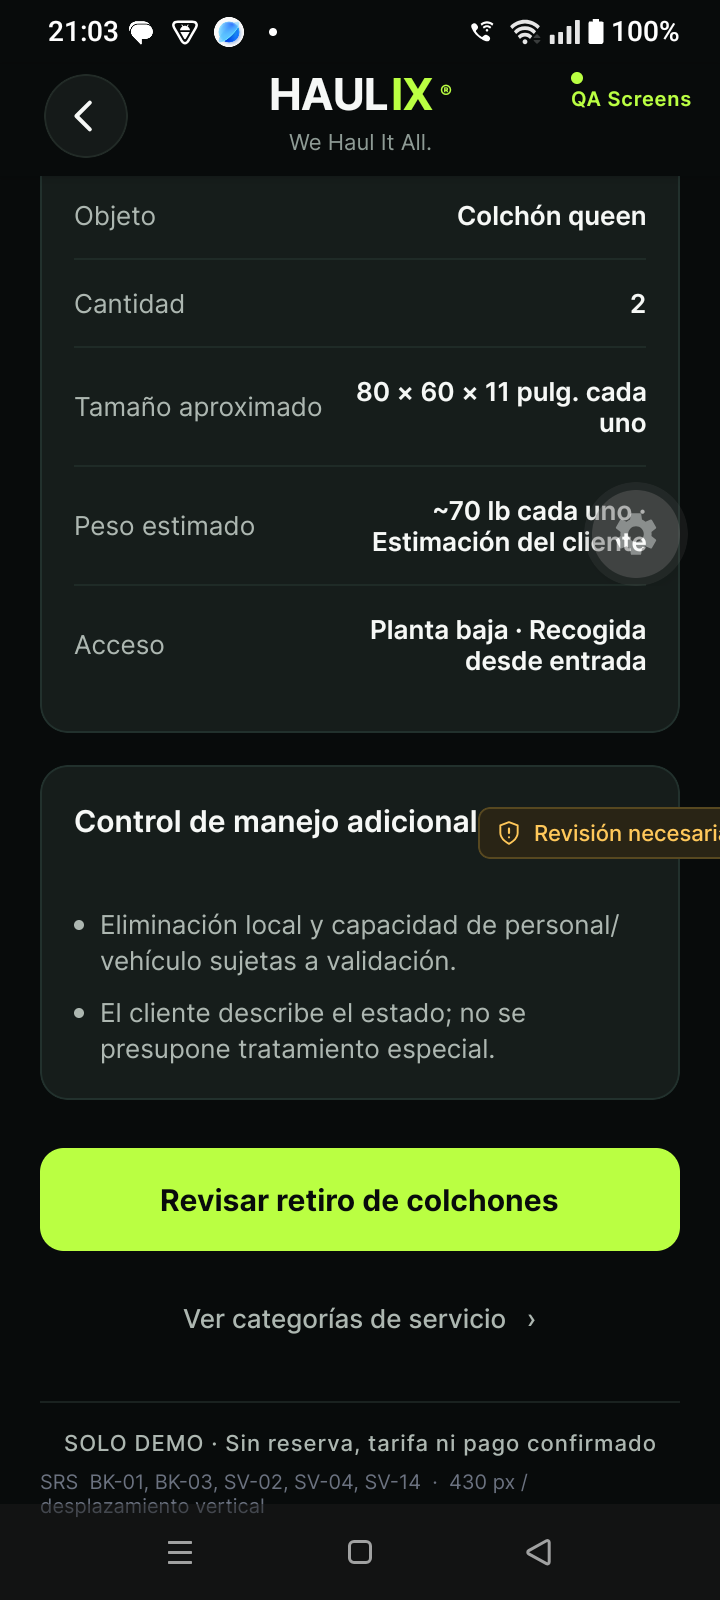 21:03
100%
HAULIX ®
We Haul It All.
QA Screens
Objeto
Colchón queen
Cantidad
2
Tamaño aproximado
80 × 60 × 11 pulg. cada
uno
Peso estimado
~70 lb cada uno ·
Estimación del cliente
Acceso
Planta baja · Recogida
desde entrada
Control de manejo adicional
Revisión necesaria
• Eliminación local y capacidad de personal/
vehículo sujetas a validación.
• El cliente describe el estado; no se
presupone tratamiento especial.
Revisar retiro de colchones
Ver categorías de servicio ›
SOLO DEMO · Sin reserva, tarifa ni pago confirmado
SRS BK-01, BK-03, SV-02, SV-04, SV-14 · 430 px /
desplazamiento vertical